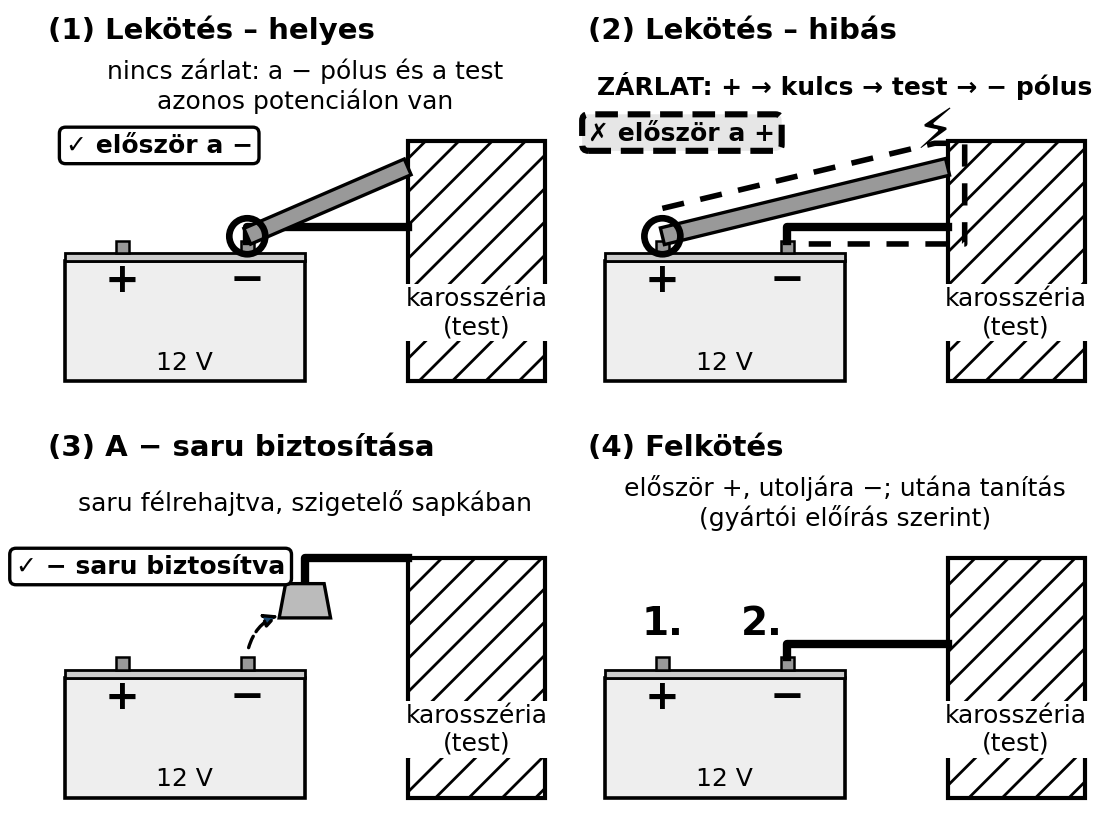 (1) Lekötés – helyes
nincs zárlat: a − pólus és a test
azonos potenciálon van
✓ először a −
+ −
12 V
karosszéria
(test)
(2) Lekötés – hibás
ZÁRLAT: + → kulcs → test → − pólus
✗ először a +
+ −
12 V
karosszéria
(test)
(3) A − saru biztosítása
saru félrehajtva, szigetelő sapkában
✓ − saru biztosítva
+ −
12 V
karosszéria
(test)
(4) Felkötés
először +, utoljára −; utána tanítás
(gyártói előírás szerint)
1. 2.
+ −
12 V
karosszéria
(test)